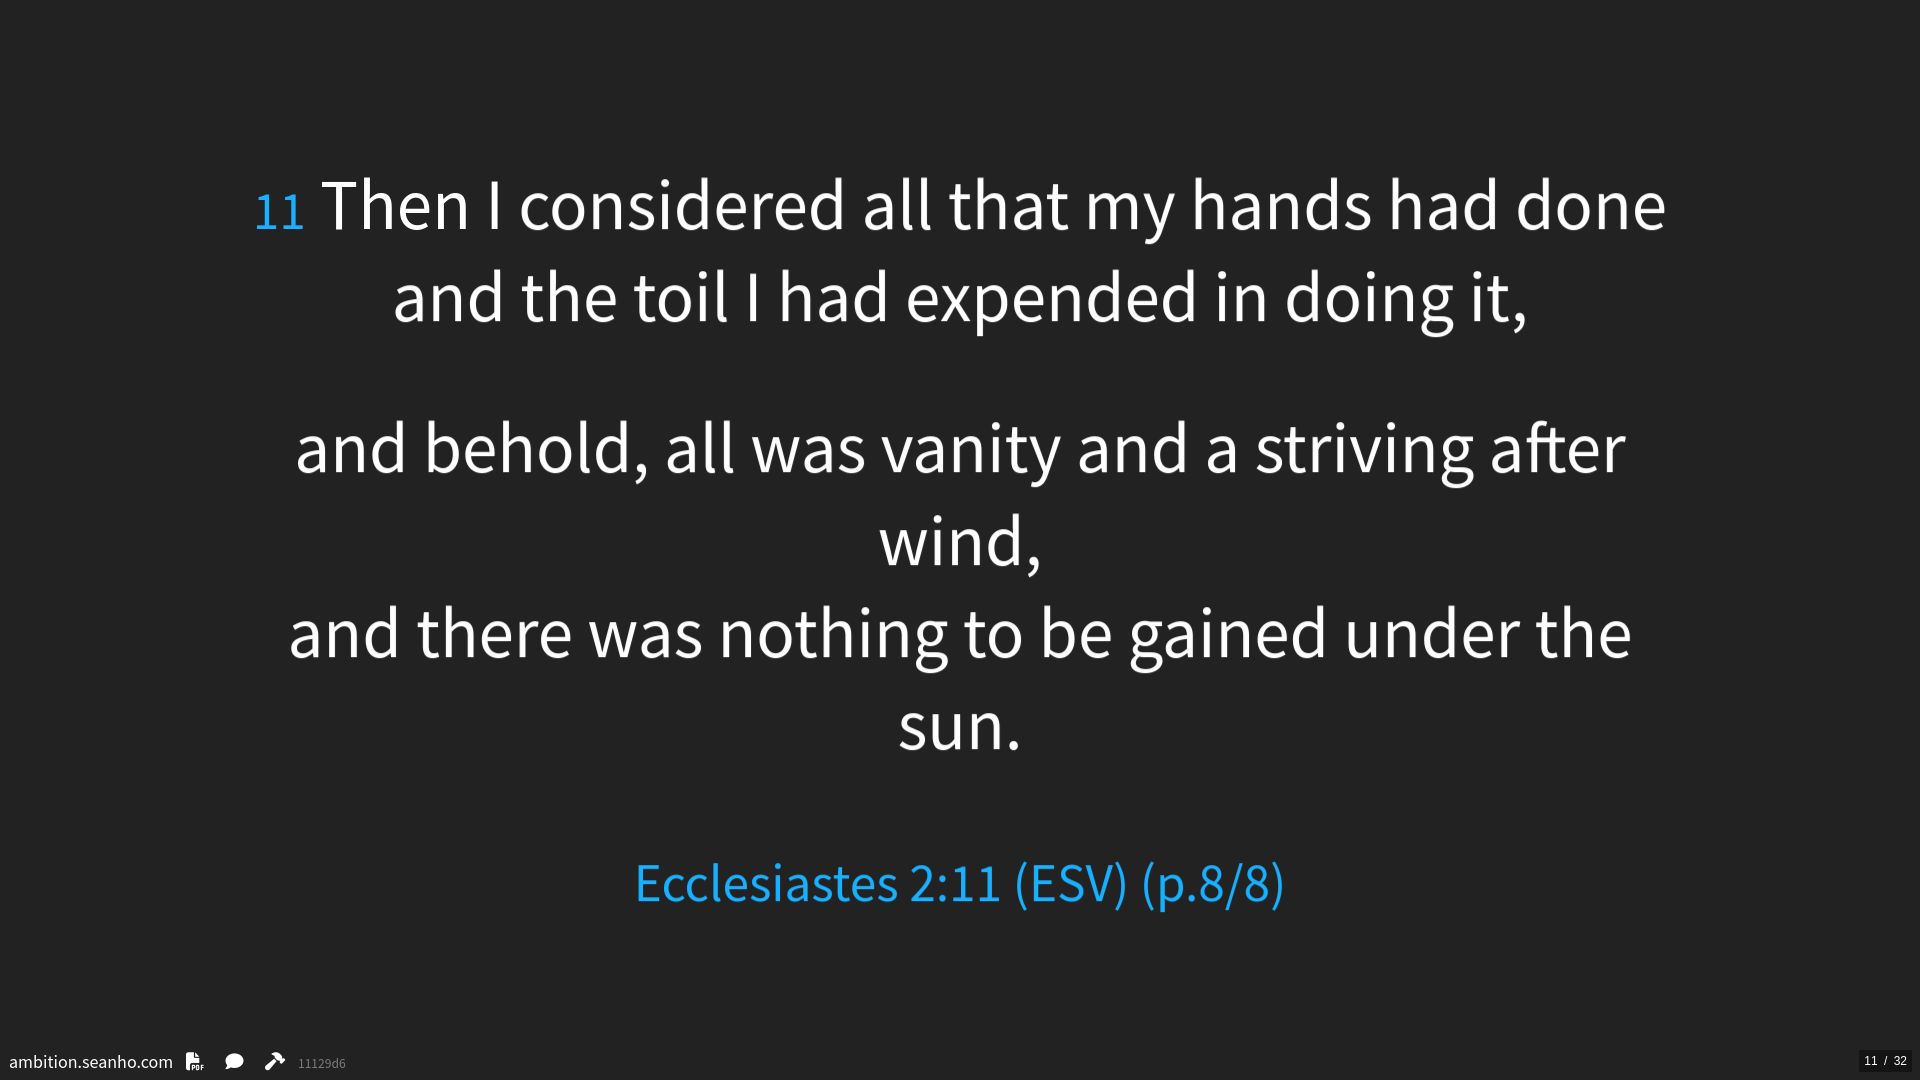 11 Then I considered all that my hands had done
and the toil I had expended in doing it,
and behold, all was vanity and a striving after
wind,
and there was nothing to be gained under the
sun.
Ecclesiastes 2:11 (ESV) (p.8/8)
ambition.seanho.com PDF 11129d6
11 / 32